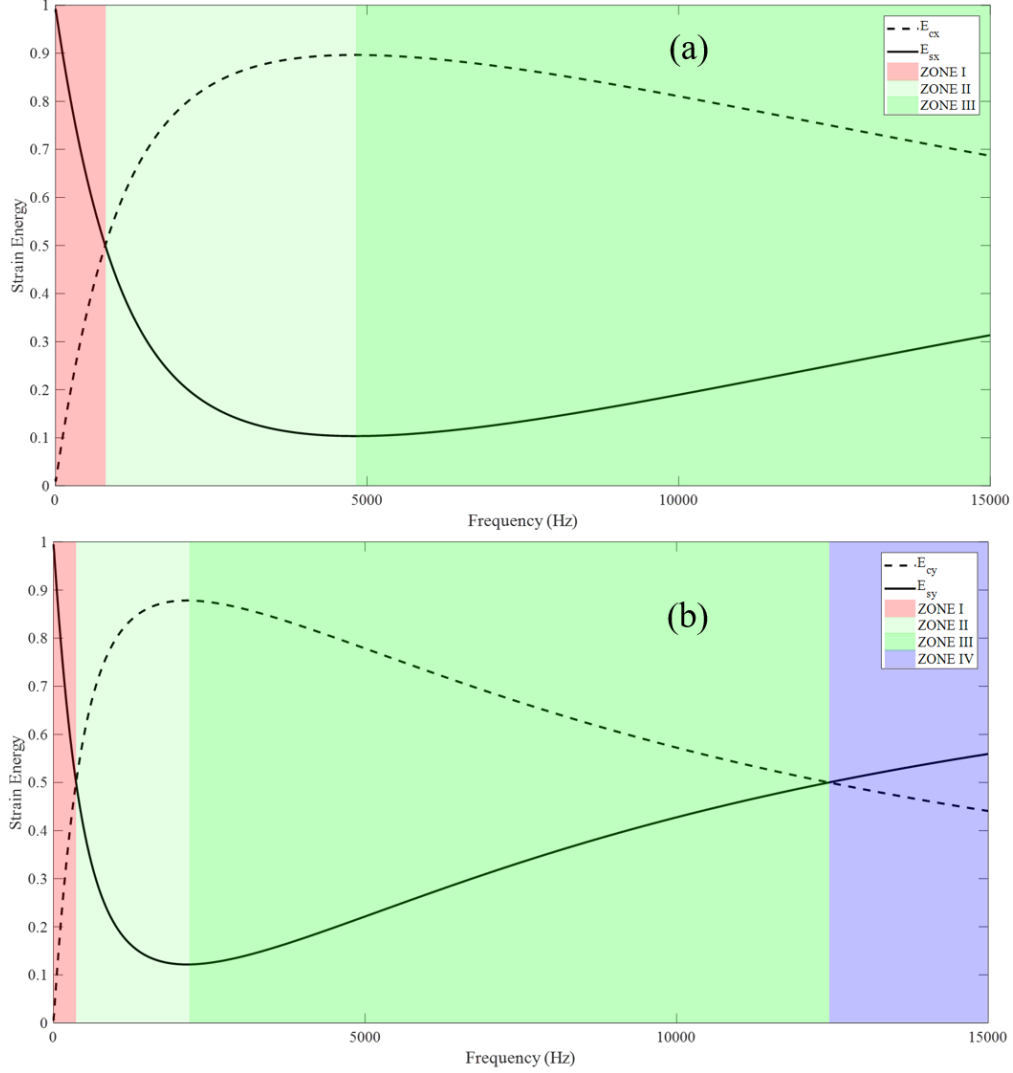 1
0.9
0.8
0.7
0.6
0.5
0.4
0.3
0.2
0.1
0
Strain Energy
(a)
E_cx
E_sx
ZONE I
ZONE II
ZONE III
0
5000
10000
15000
Frequency (Hz)
1
0.9
0.8
0.7
0.6
0.5
0.4
0.3
0.2
0.1
0
Strain Energy
(b)
E_cy
E_sy
ZONE I
ZONE II
ZONE III
ZONE IV
0
5000
10000
15000
Frequency (Hz)